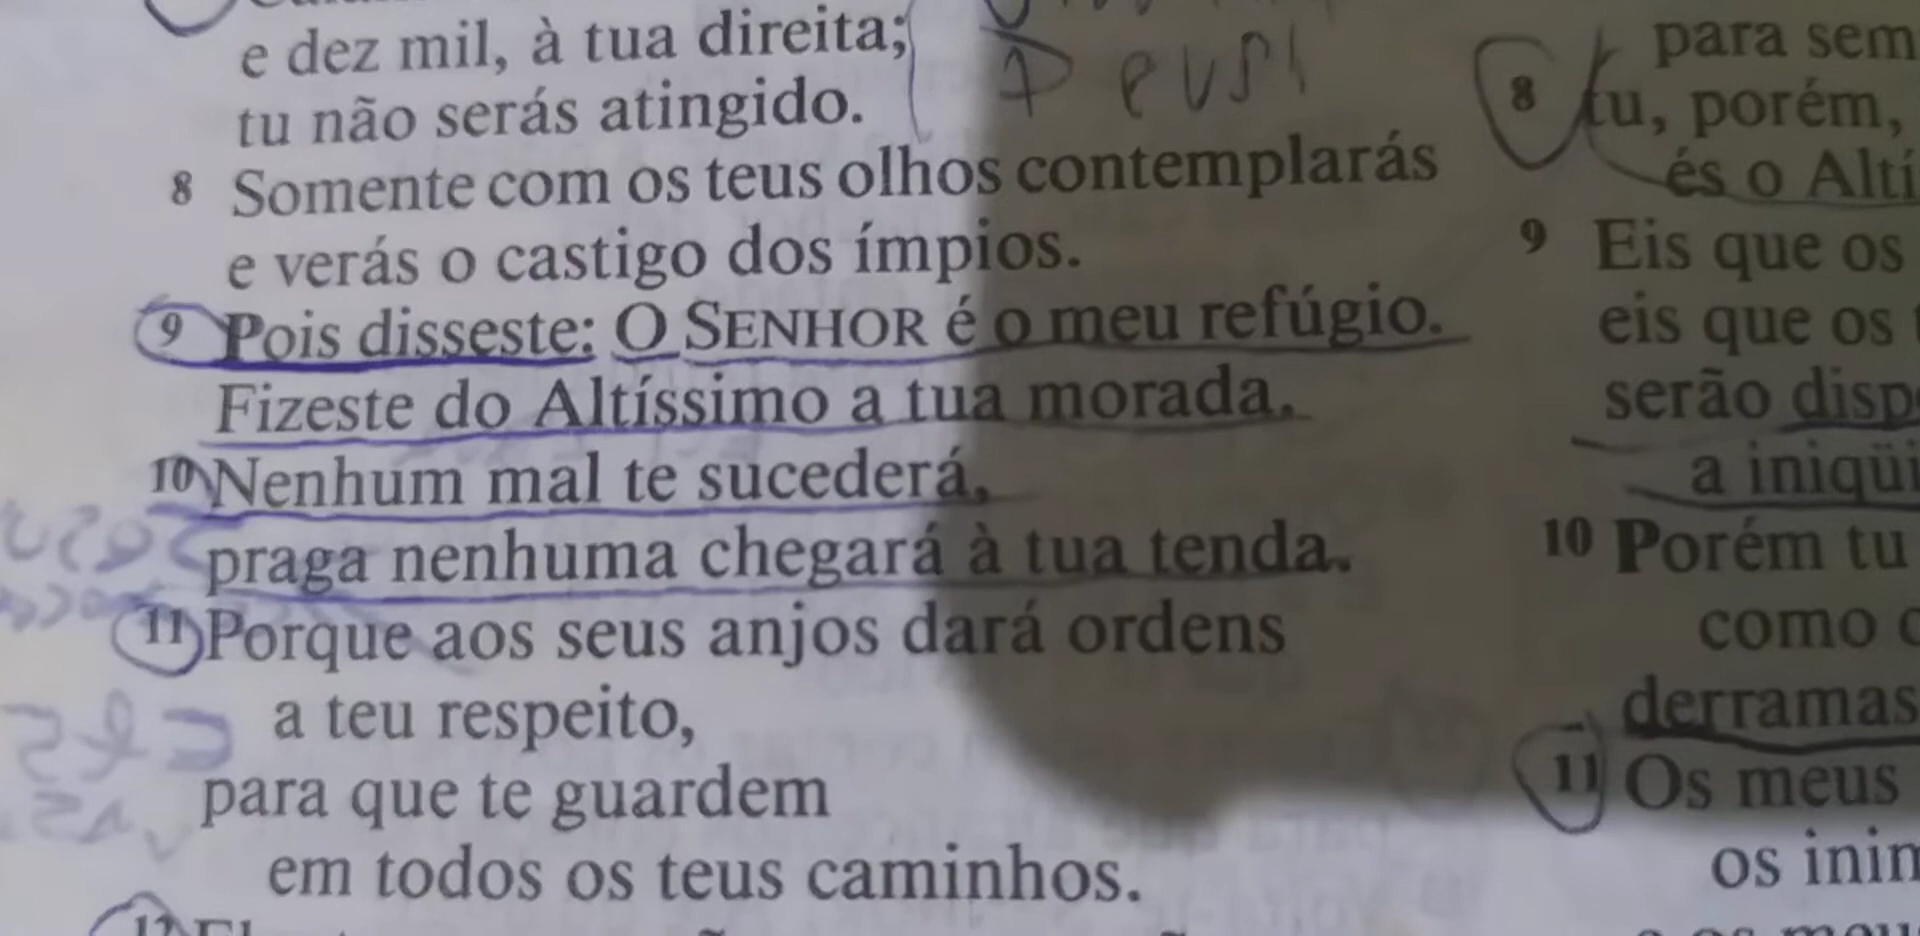 e dez mil, à tua direita;
tu não serás atingido.
8 Somente com os teus olhos contemplarás
e verás o castigo dos ímpios.
9 Pois disseste: O SENHOR é o meu refúgio.
Fizeste do Altíssimo a tua morada.
10 Nenhum mal te sucederá,
praga nenhuma chegará à tua tenda.
11 Porque aos seus anjos dará ordens
a teu respeito,
para que te guardem
em todos os teus caminhos.
12
Deus!
para sem
8 tu, porém,
és o Altí
9 Eis que os
eis que os
serão disp
a iniqüi
10 Porém tu
como
derramas
11 Os meus
os inim